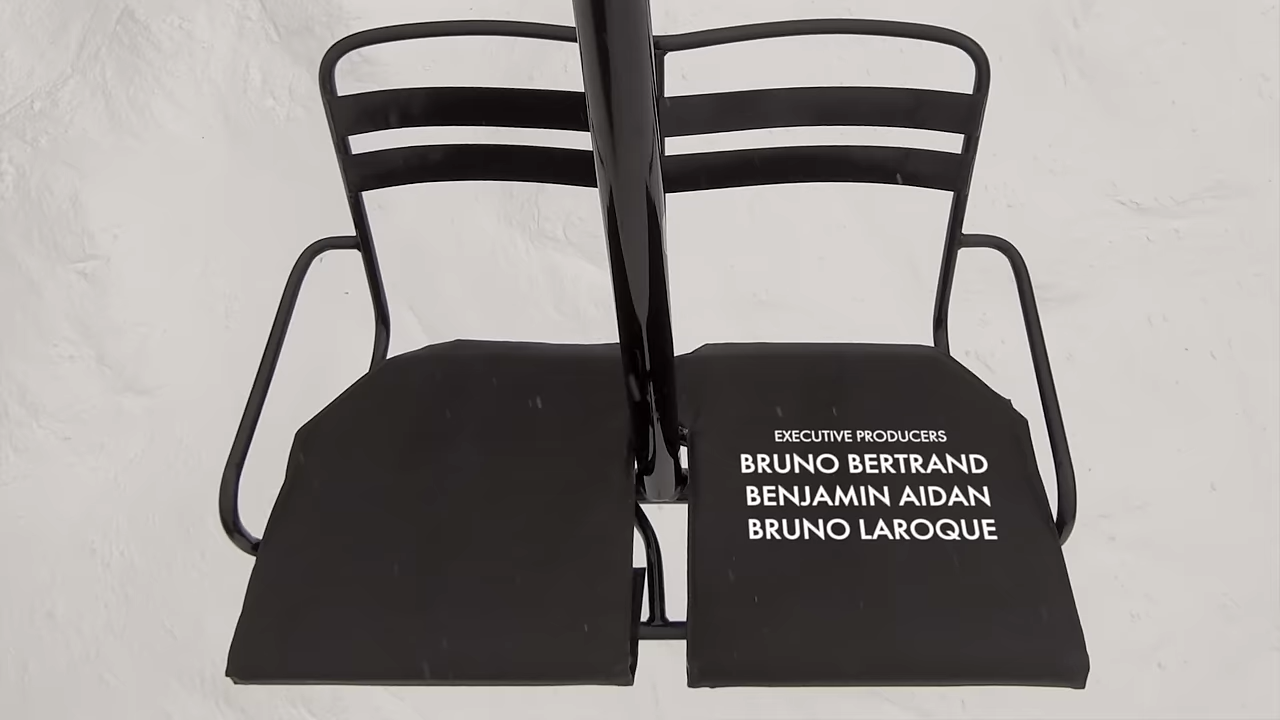 EXECUTIVE PRODUCERS
BRUNO BERTRAND
BENJAMIN AIDAN
BRUNO LAROQUE